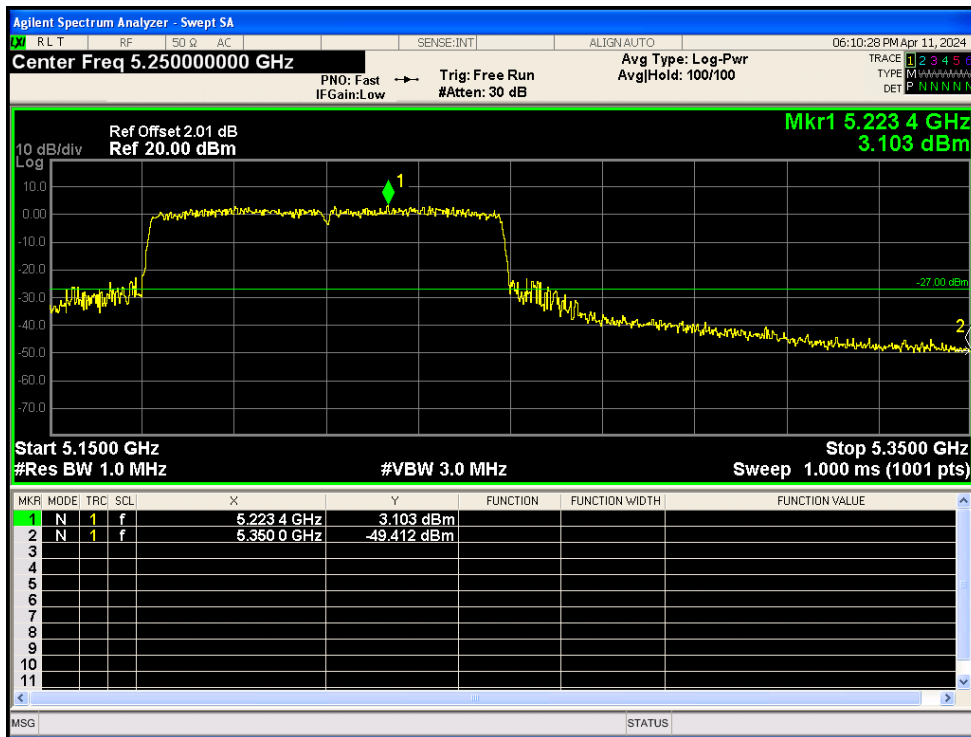 Agilent Spectrum Analyzer - Swept SA
LXI RLT RF 50 Ω AC SENSE:INT ALIGN AUTO 06:10:28 PM Apr 11, 2024
Center Freq 5.250000000 GHz Avg Type: Log-Pwr TRACE 1 2 3 4 5 6
PNO: Fast Trig: Free Run Avg|Hold: 100/100 TYPE M
IFGain:Low #Atten: 30 dB DET P N N N N N
Mkr1 5.223 4 GHz
Ref Offset 2.01 dB
10 dB/div Ref 20.00 dBm 3.103 dBm
Log
10.0
1
0.00
-10.0
-20.0
-27.00 dBm
-30.0
-40.0
2
-50.0
-60.0
-70.0
Start 5.1500 GHz Stop 5.3500 GHz
#Res BW 1.0 MHz #VBW 3.0 MHz Sweep 1.000 ms (1001 pts)
MKR MODE TRC SCL X Y FUNCTION FUNCTION WIDTH FUNCTION VALUE
1 N 1 f 5.223 4 GHz 3.103 dBm
2 N 1 f 5.350 0 GHz -49.412 dBm
3
4
5
6
7
8
9
10
11
MSG STATUS